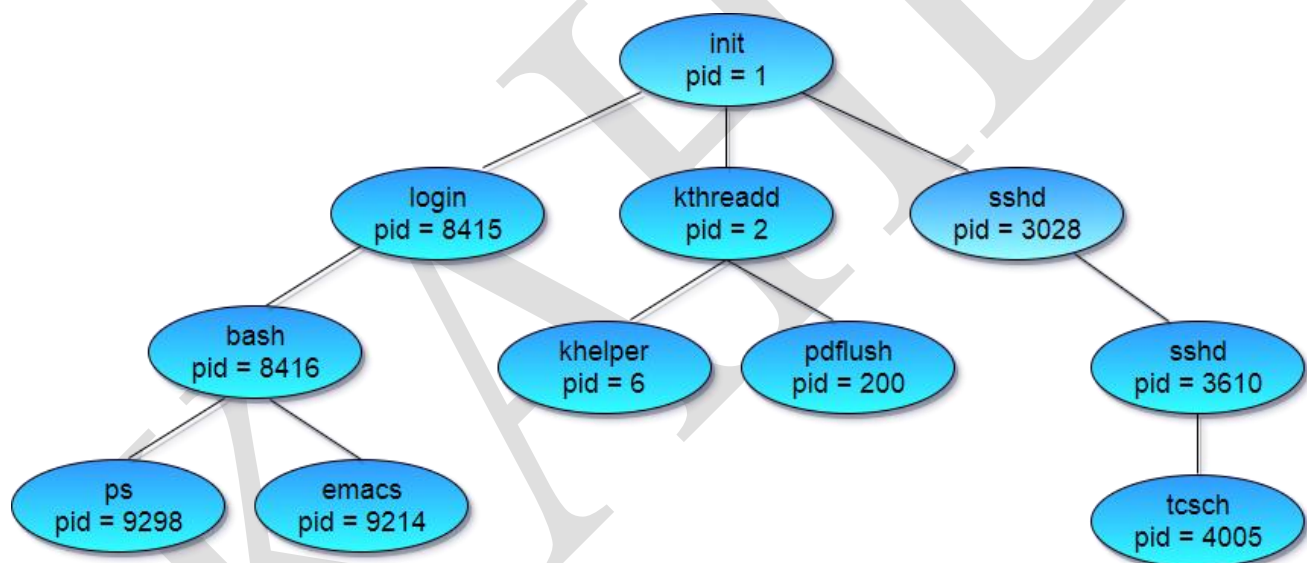 init
pid = 1
login
pid = 8415
kthreadd
pid = 2
sshd
pid = 3028
bash
pid = 8416
khelper
pid = 6
pdflush
pid = 200
sshd
pid = 3610
ps
pid = 9298
emacs
pid = 9214
tcsch
pid = 4005